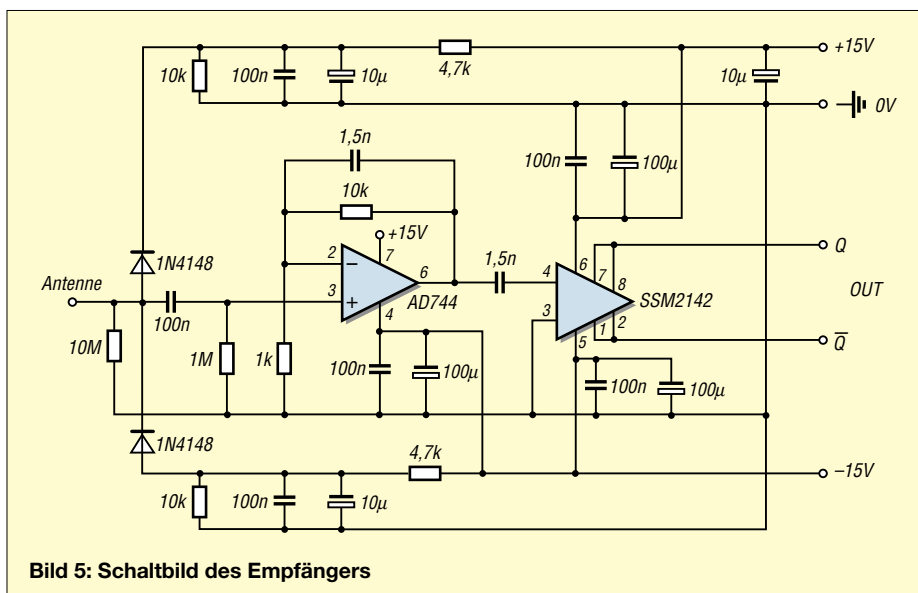 +15V
10k
100n
10µ
4,7k
10µ
0V
1,5n
10k
100n
100µ
+15V
1N4148
2
7
6
1,5n
4
6
7
8
Q
Antenne
3
AD744
SSM2142
OUT
100n
4
3
1
2
5
Q̅
10M
1M
1k
100n
100µ
100n
100µ
1N4148
4,7k
–15V
10k
100n
10µ
Bild 5: Schaltbild des Empfängers